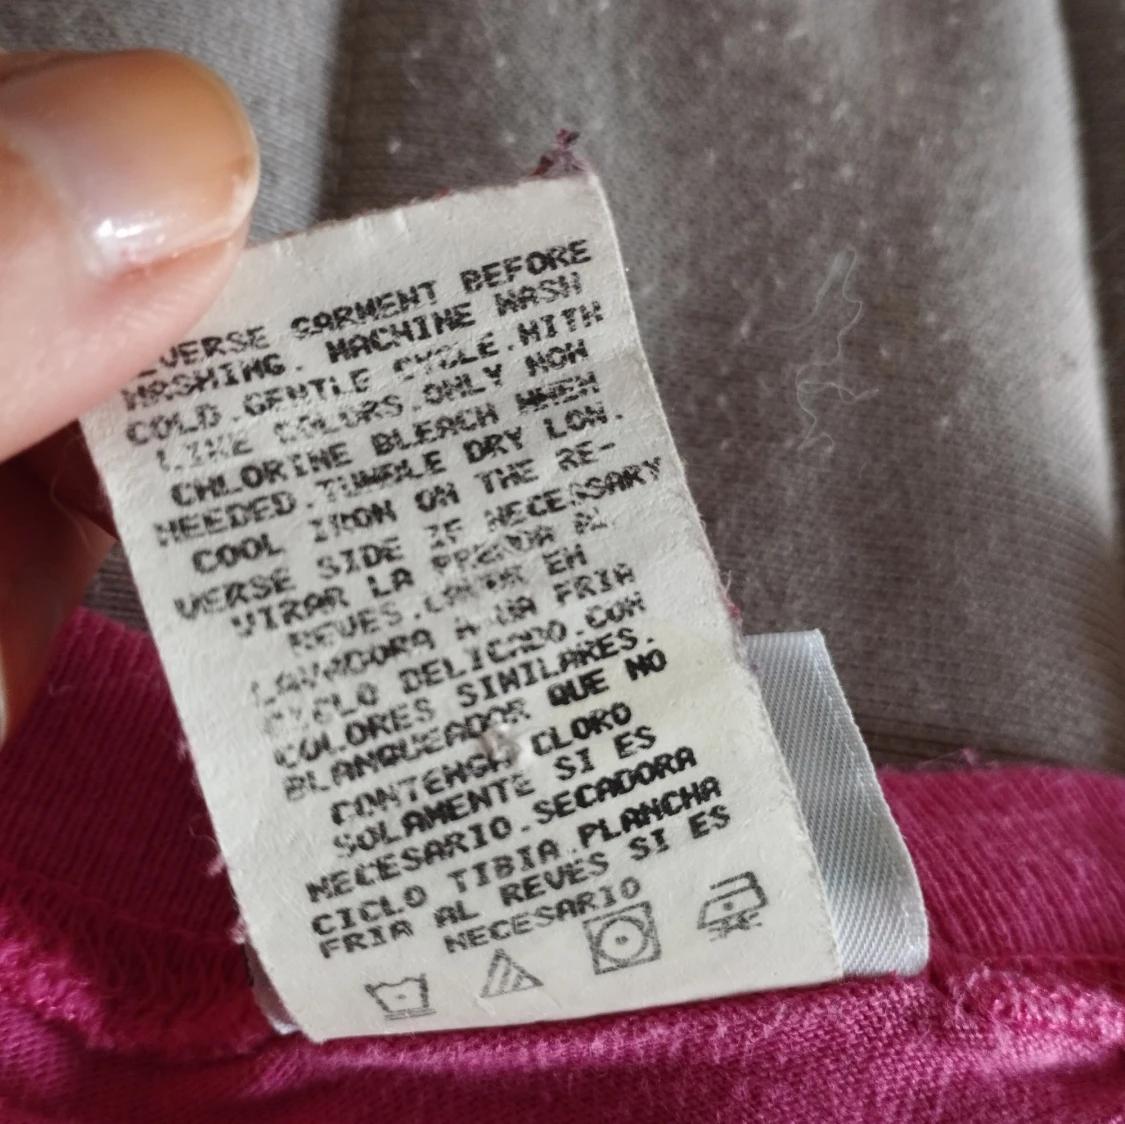 REVERSE GARMENT BEFORE
WASHING. MACHINE WASH
COLD.GENTLE CYCLE.WITH
LIKE COLORS.ONLY NON
CHLORINE BLEACH WHEN
NEEDED.TUMBLE DRY LOW.
COOL IRON ON THE RE-
VERSE SIDE IF NECESSARY
VIRAR LA PRENDA AL
REVES.LAVAR EN
LAVADORA AGUA FRIA
CICLO DELICADO.CON
COLORES SIMILARES.
BLANQUEADOR QUE NO
CONTENGA CLORO
SOLAMENTE SI ES
NECESARIO.SECADORA
CICLO TIBIA.PLANCHA
FRIA AL REVES SI ES
NECESARIO